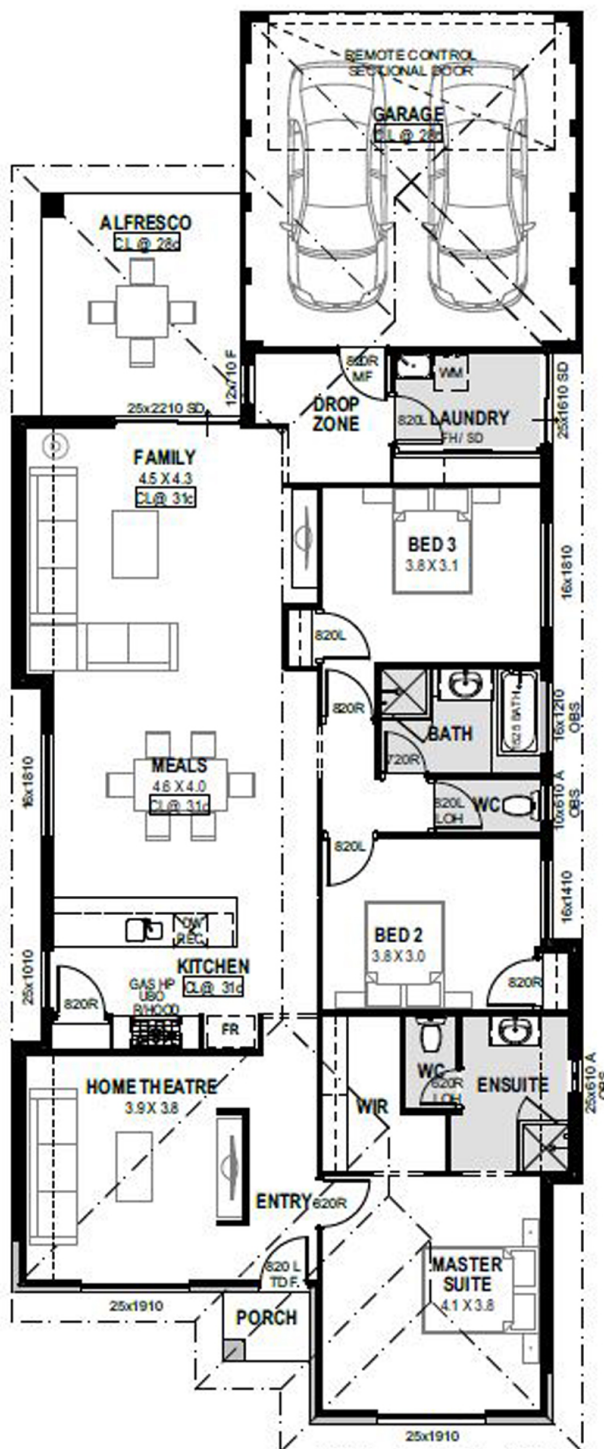 REMOTE CONTROL
SECTIONAL DOOR
GARAGE
CL @ 28c
ALFRESCO
CL @ 28c
12x710 F
820R
MF
WM
25x2210 SD
DROP
ZONE
820L
LAUNDRY
FH/ SD
25x1610 SD
FAMILY
4.5 X 4.3
CL@ 31c
BED 3
3.8 X 3.1
16x1810
820L
820R
BATH
1525 BATH
16x1210
OBS
720R
16x1810
MEALS
4.6 X 4.0
CL@ 31c
820L
LOH
WC
10x610 A
OBS
820L
16x1410
DW
REC
BED 2
3.8 X 3.0
25x1010
KITCHEN
CL@ 31c
820R
GAS HP
UBO
R/HOOD
820R
FR
HOME THEATRE
3.9 X 3.8
WC
620R
LOH
ENSUITE
25x610 A
OBS
WIR
ENTRY
620R
820 L
TDF.
MASTER
SUITE
4.1 X 3.8
25x1910
PORCH
25x1910